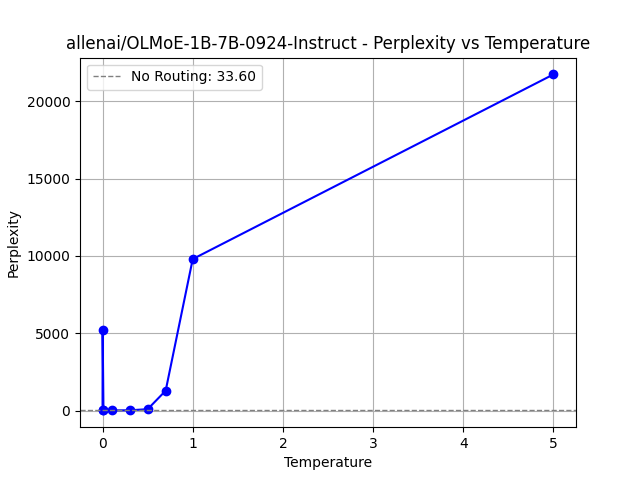 allenai/OLMoE-1B-7B-0924-Instruct - Perplexity vs Temperature
No Routing: 33.60
20000
15000
10000
5000
0
Perplexity
0 1 2 3 4 5
Temperature